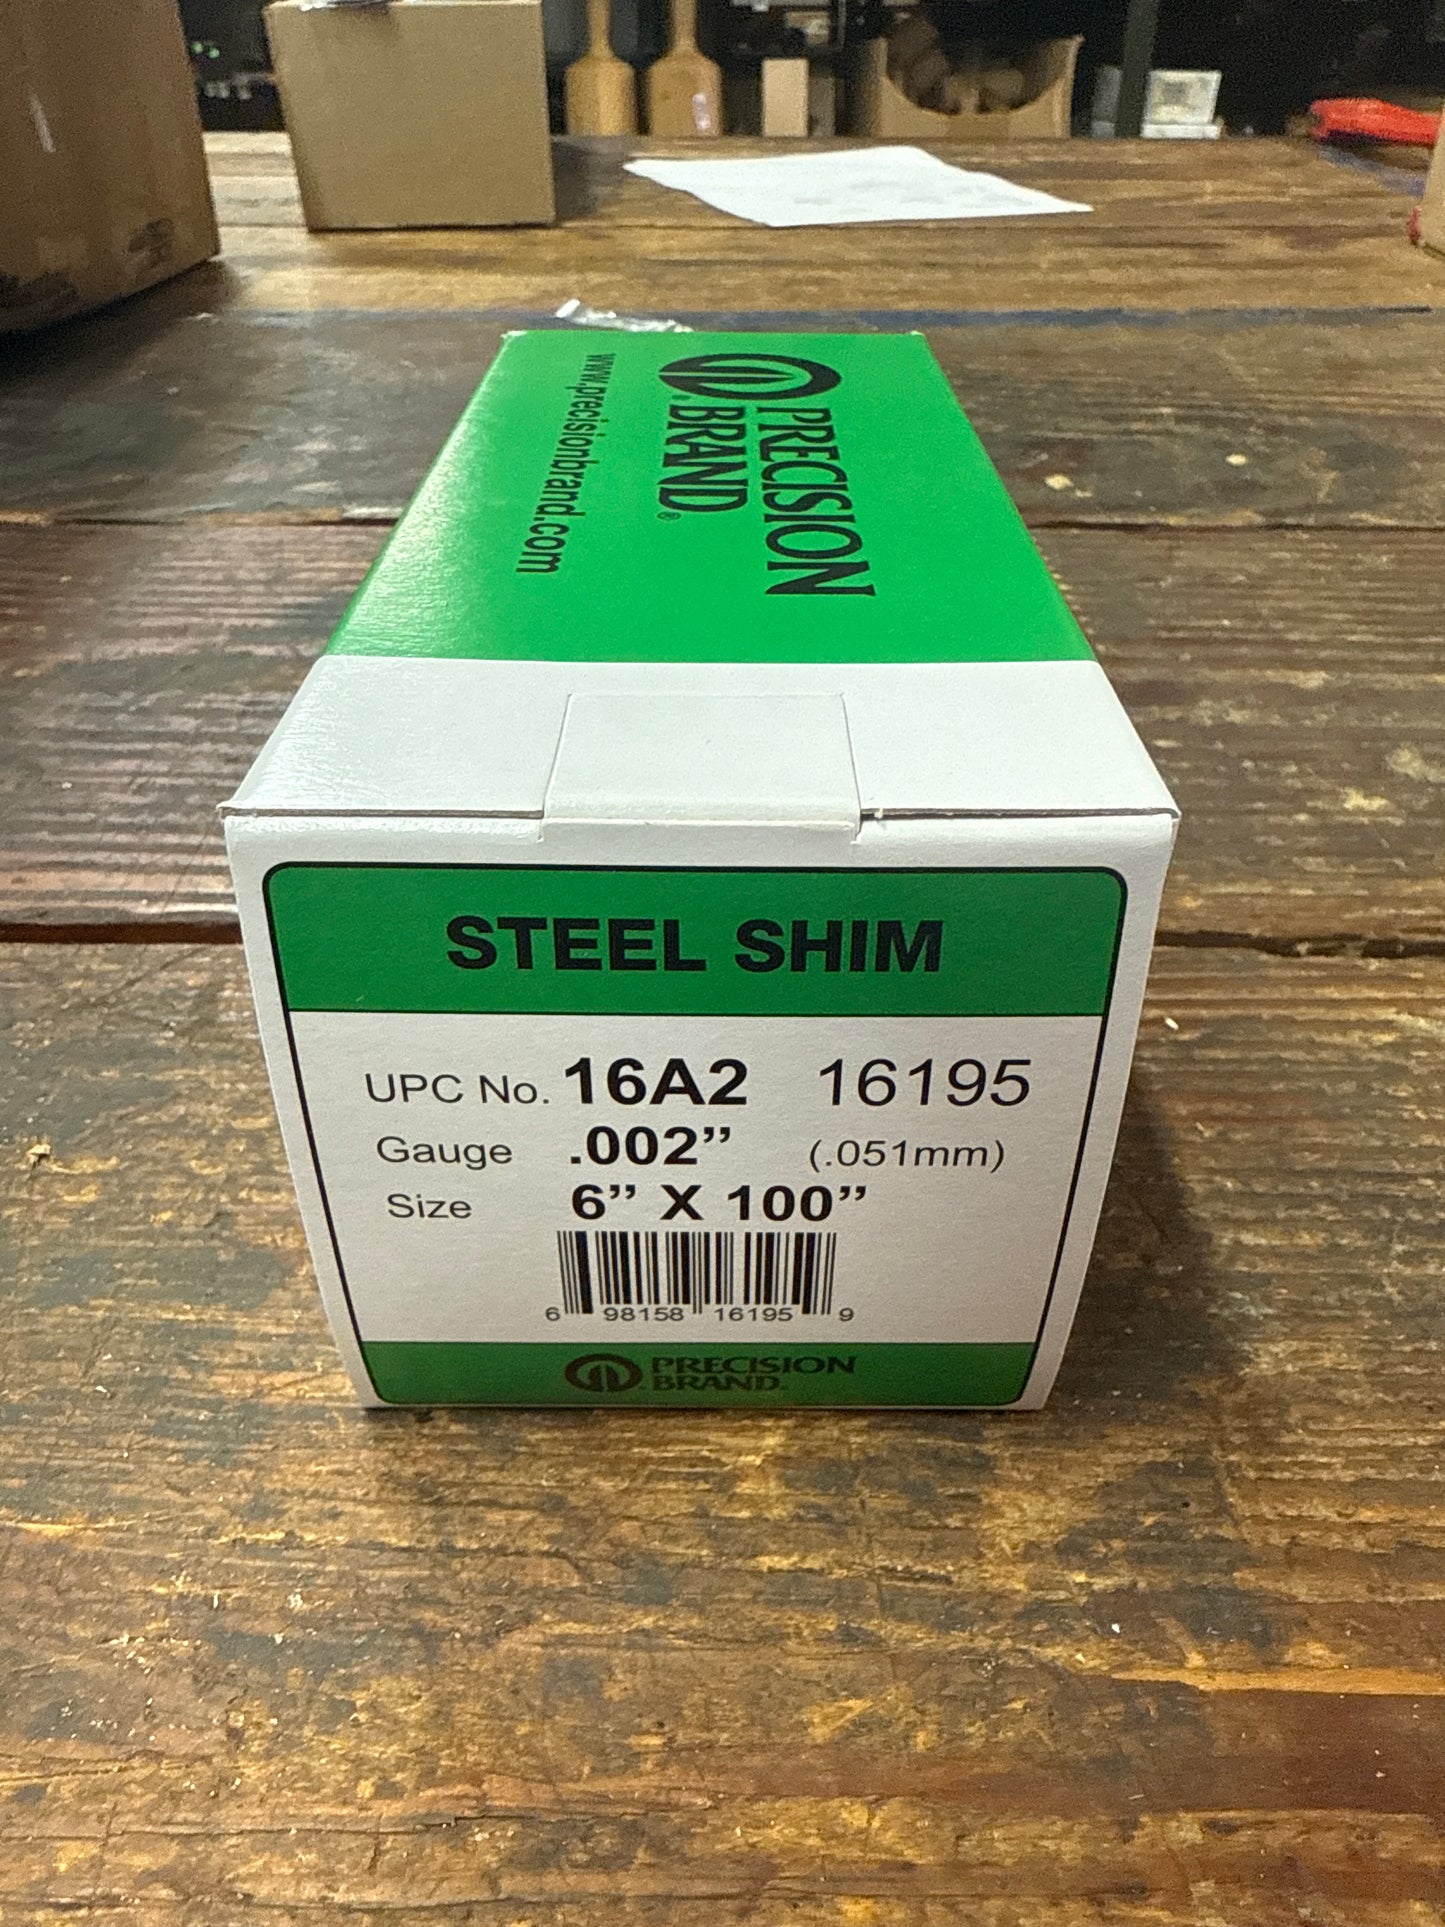 PRECISION
BRAND®
www.precisionbrand.com
STEEL SHIM
UPC No. 16A2 16195
Gauge .002” (.051mm)
Size 6” X 100”
6 98158 16195 9
PRECISION
BRAND.